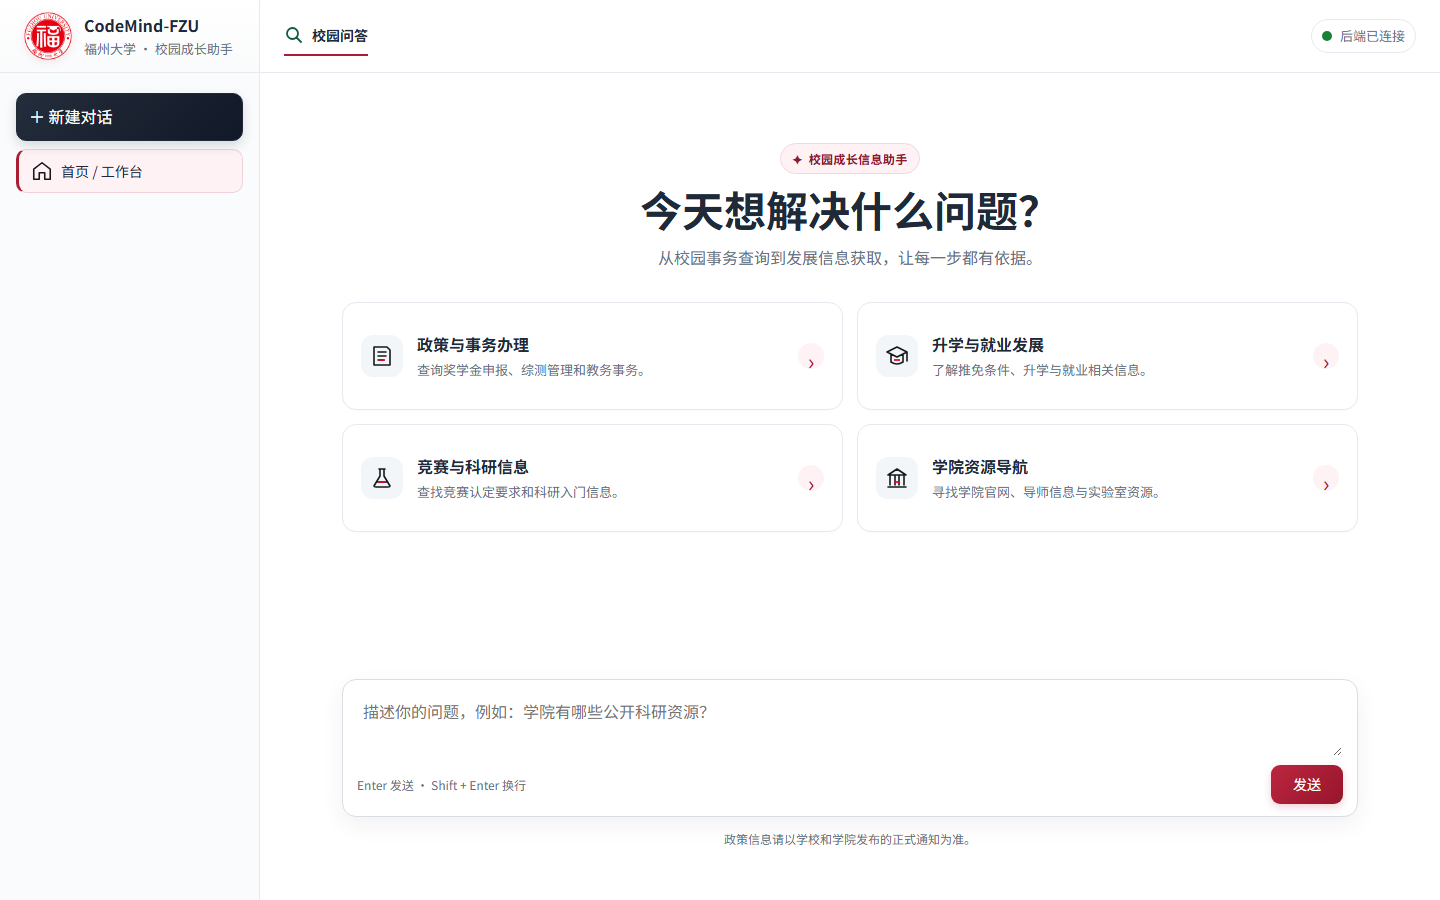 CodeMind-FZU
福州大学 · 校园成长助手
+ 新建对话
首页 / 工作台
校园问答
后端已连接
✦ 校园成长信息助手
今天想解决什么问题？
从校园事务查询到发展信息获取，让每一步都有依据。
政策与事务办理
查询奖学金申报、综测管理和教务事务。
升学与就业发展
了解推免条件、升学与就业相关信息。
竞赛与科研信息
查找竞赛认定要求和科研入门信息。
学院资源导航
寻找学院官网、导师信息与实验室资源。
描述你的问题，例如：学院有哪些公开科研资源？
Enter 发送 · Shift + Enter 换行
发送
政策信息请以学校和学院发布的正式通知为准。